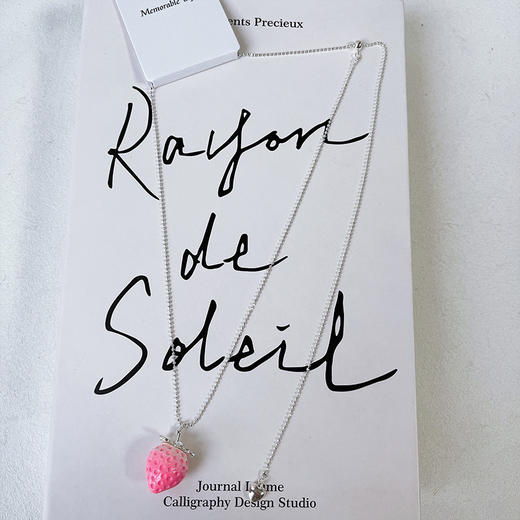 Memorable
ents Precieux
Rayon
de
Soleil
Journal
Calligraphy Design Studio